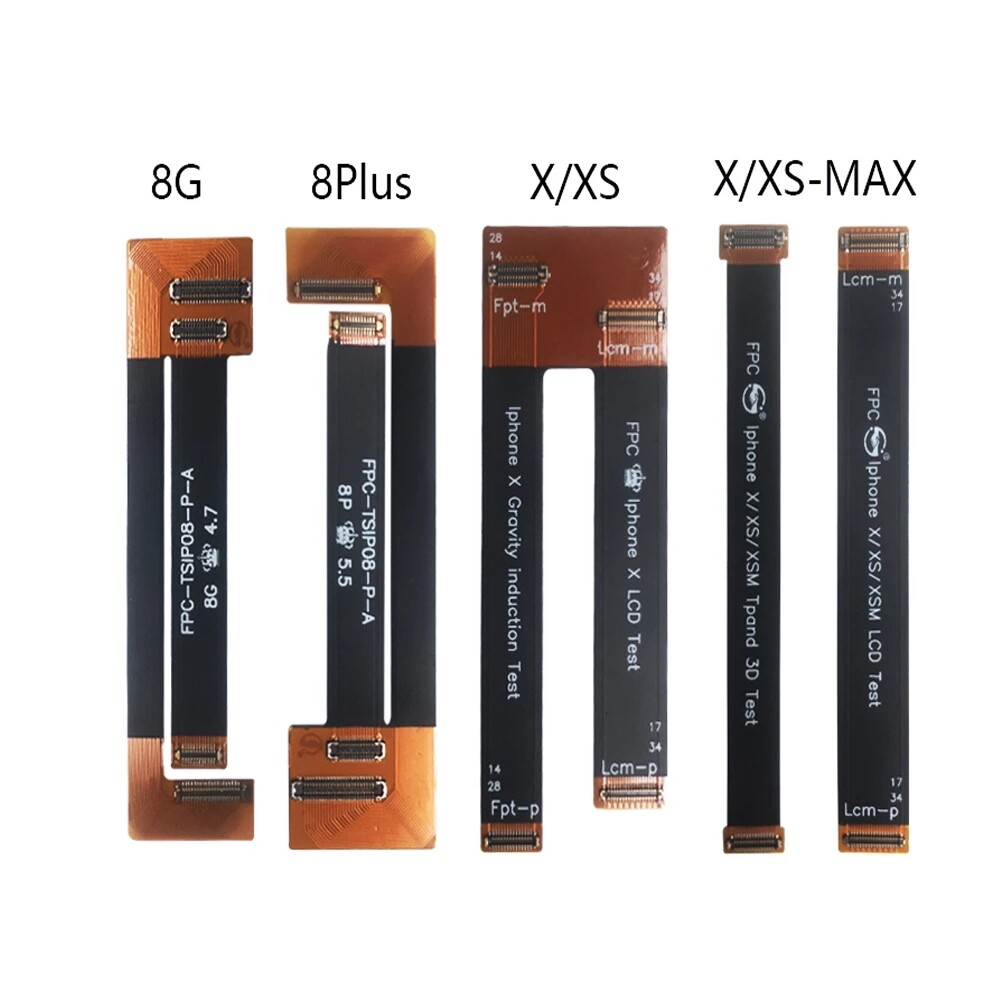 8G
8Plus
X/XS
X/XS-MAX
FPC-TSIP08-P-A
8G 4.7
FPC-TSIP08-P-A
8P 5.5
28
14
Fpt-m
34
17
Lcm-m
Iphone X Gravity induction Test
FPC Iphone X LCD Test
14
28
Fpt-p
17
34
Lcm-p
FPC ® Iphone X/XS/XSM Tpand 3D Test
Lcm-m
34
17
FPC ® Iphone X/XS/XSM LCD Test
17
34
Lcm-p